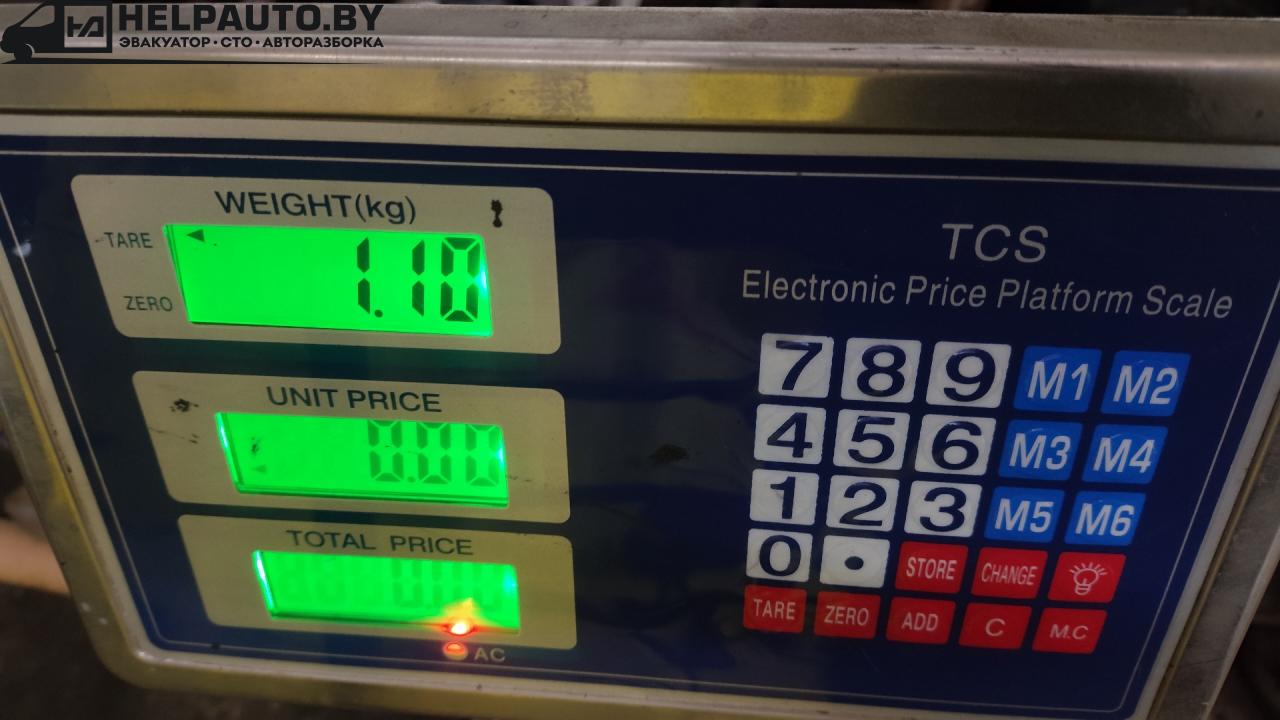 HELPAUTO.BY
ЭВАКУАТОР · СТО · АВТОРАЗБОРКА
WEIGHT(kg)
TARE
ZERO
1.10
UNIT PRICE
0.00
TOTAL PRICE
0.00
AC
TCS
Electronic Price Platform Scale
7 8 9 M1 M2
4 5 6 M3 M4
1 2 3 M5 M6
0 . STORE CHANGE
TARE ZERO ADD C M.C